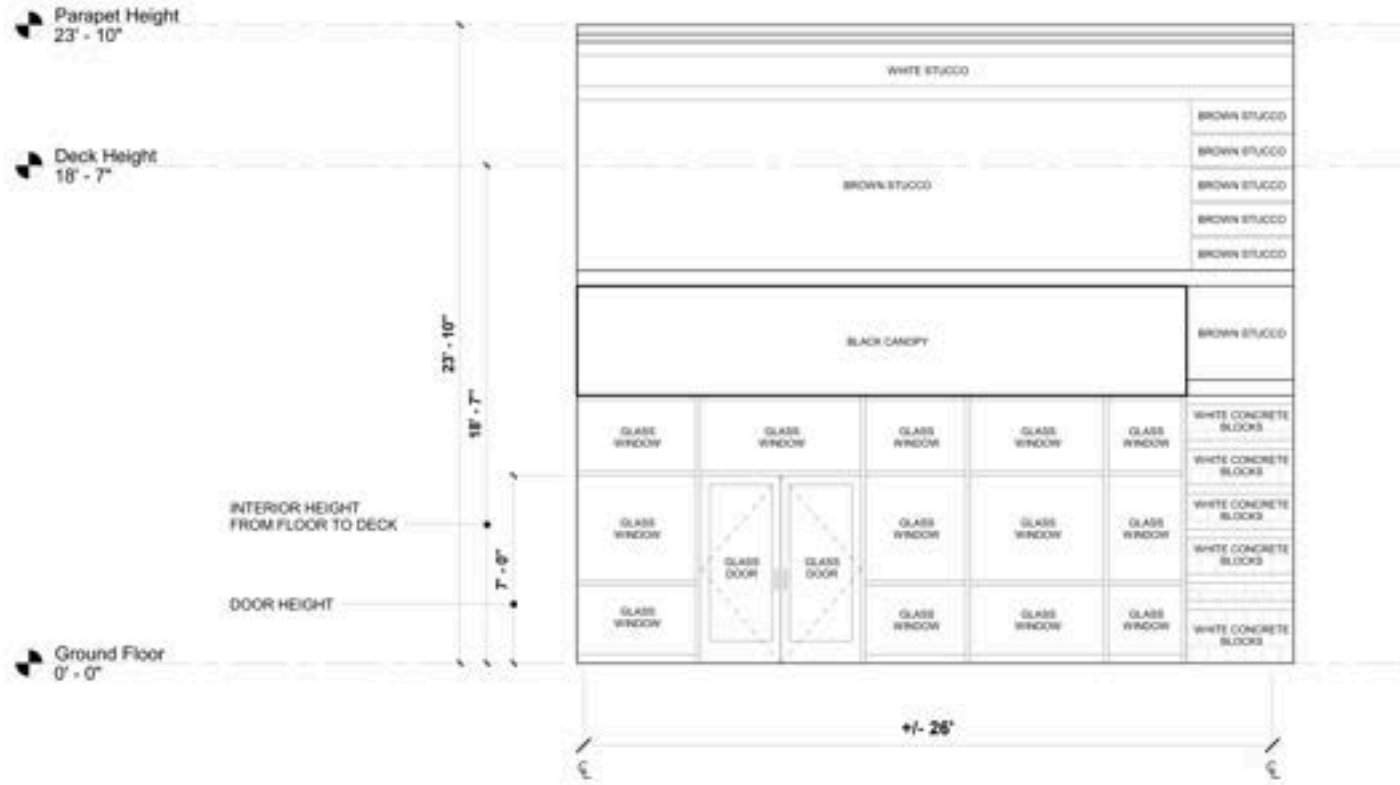 Parapet Height
23' - 10"
WHITE STUCCO
BROWN STUCCO
BROWN STUCCO
Deck Height
18' - 7"
BROWN STUCCO
BROWN STUCCO
BROWN STUCCO
BROWN STUCCO
23' - 10"
BLACK CANOPY
BROWN STUCCO
18' - 7"
GLASS
WINDOW
GLASS
WINDOW
GLASS
WINDOW
GLASS
WINDOW
GLASS
WINDOW
WHITE CONCRETE
BLOCKS
WHITE CONCRETE
BLOCKS
INTERIOR HEIGHT
FROM FLOOR TO DECK
GLASS
WINDOW
GLASS
WINDOW
GLASS
WINDOW
GLASS
WINDOW
WHITE CONCRETE
BLOCKS
7' - 0"
GLASS
DOOR
GLASS
DOOR
WHITE CONCRETE
BLOCKS
DOOR HEIGHT
GLASS
WINDOW
GLASS
WINDOW
GLASS
WINDOW
GLASS
WINDOW
WHITE CONCRETE
BLOCKS
Ground Floor
0' - 0"
+/- 26'
℄
℄